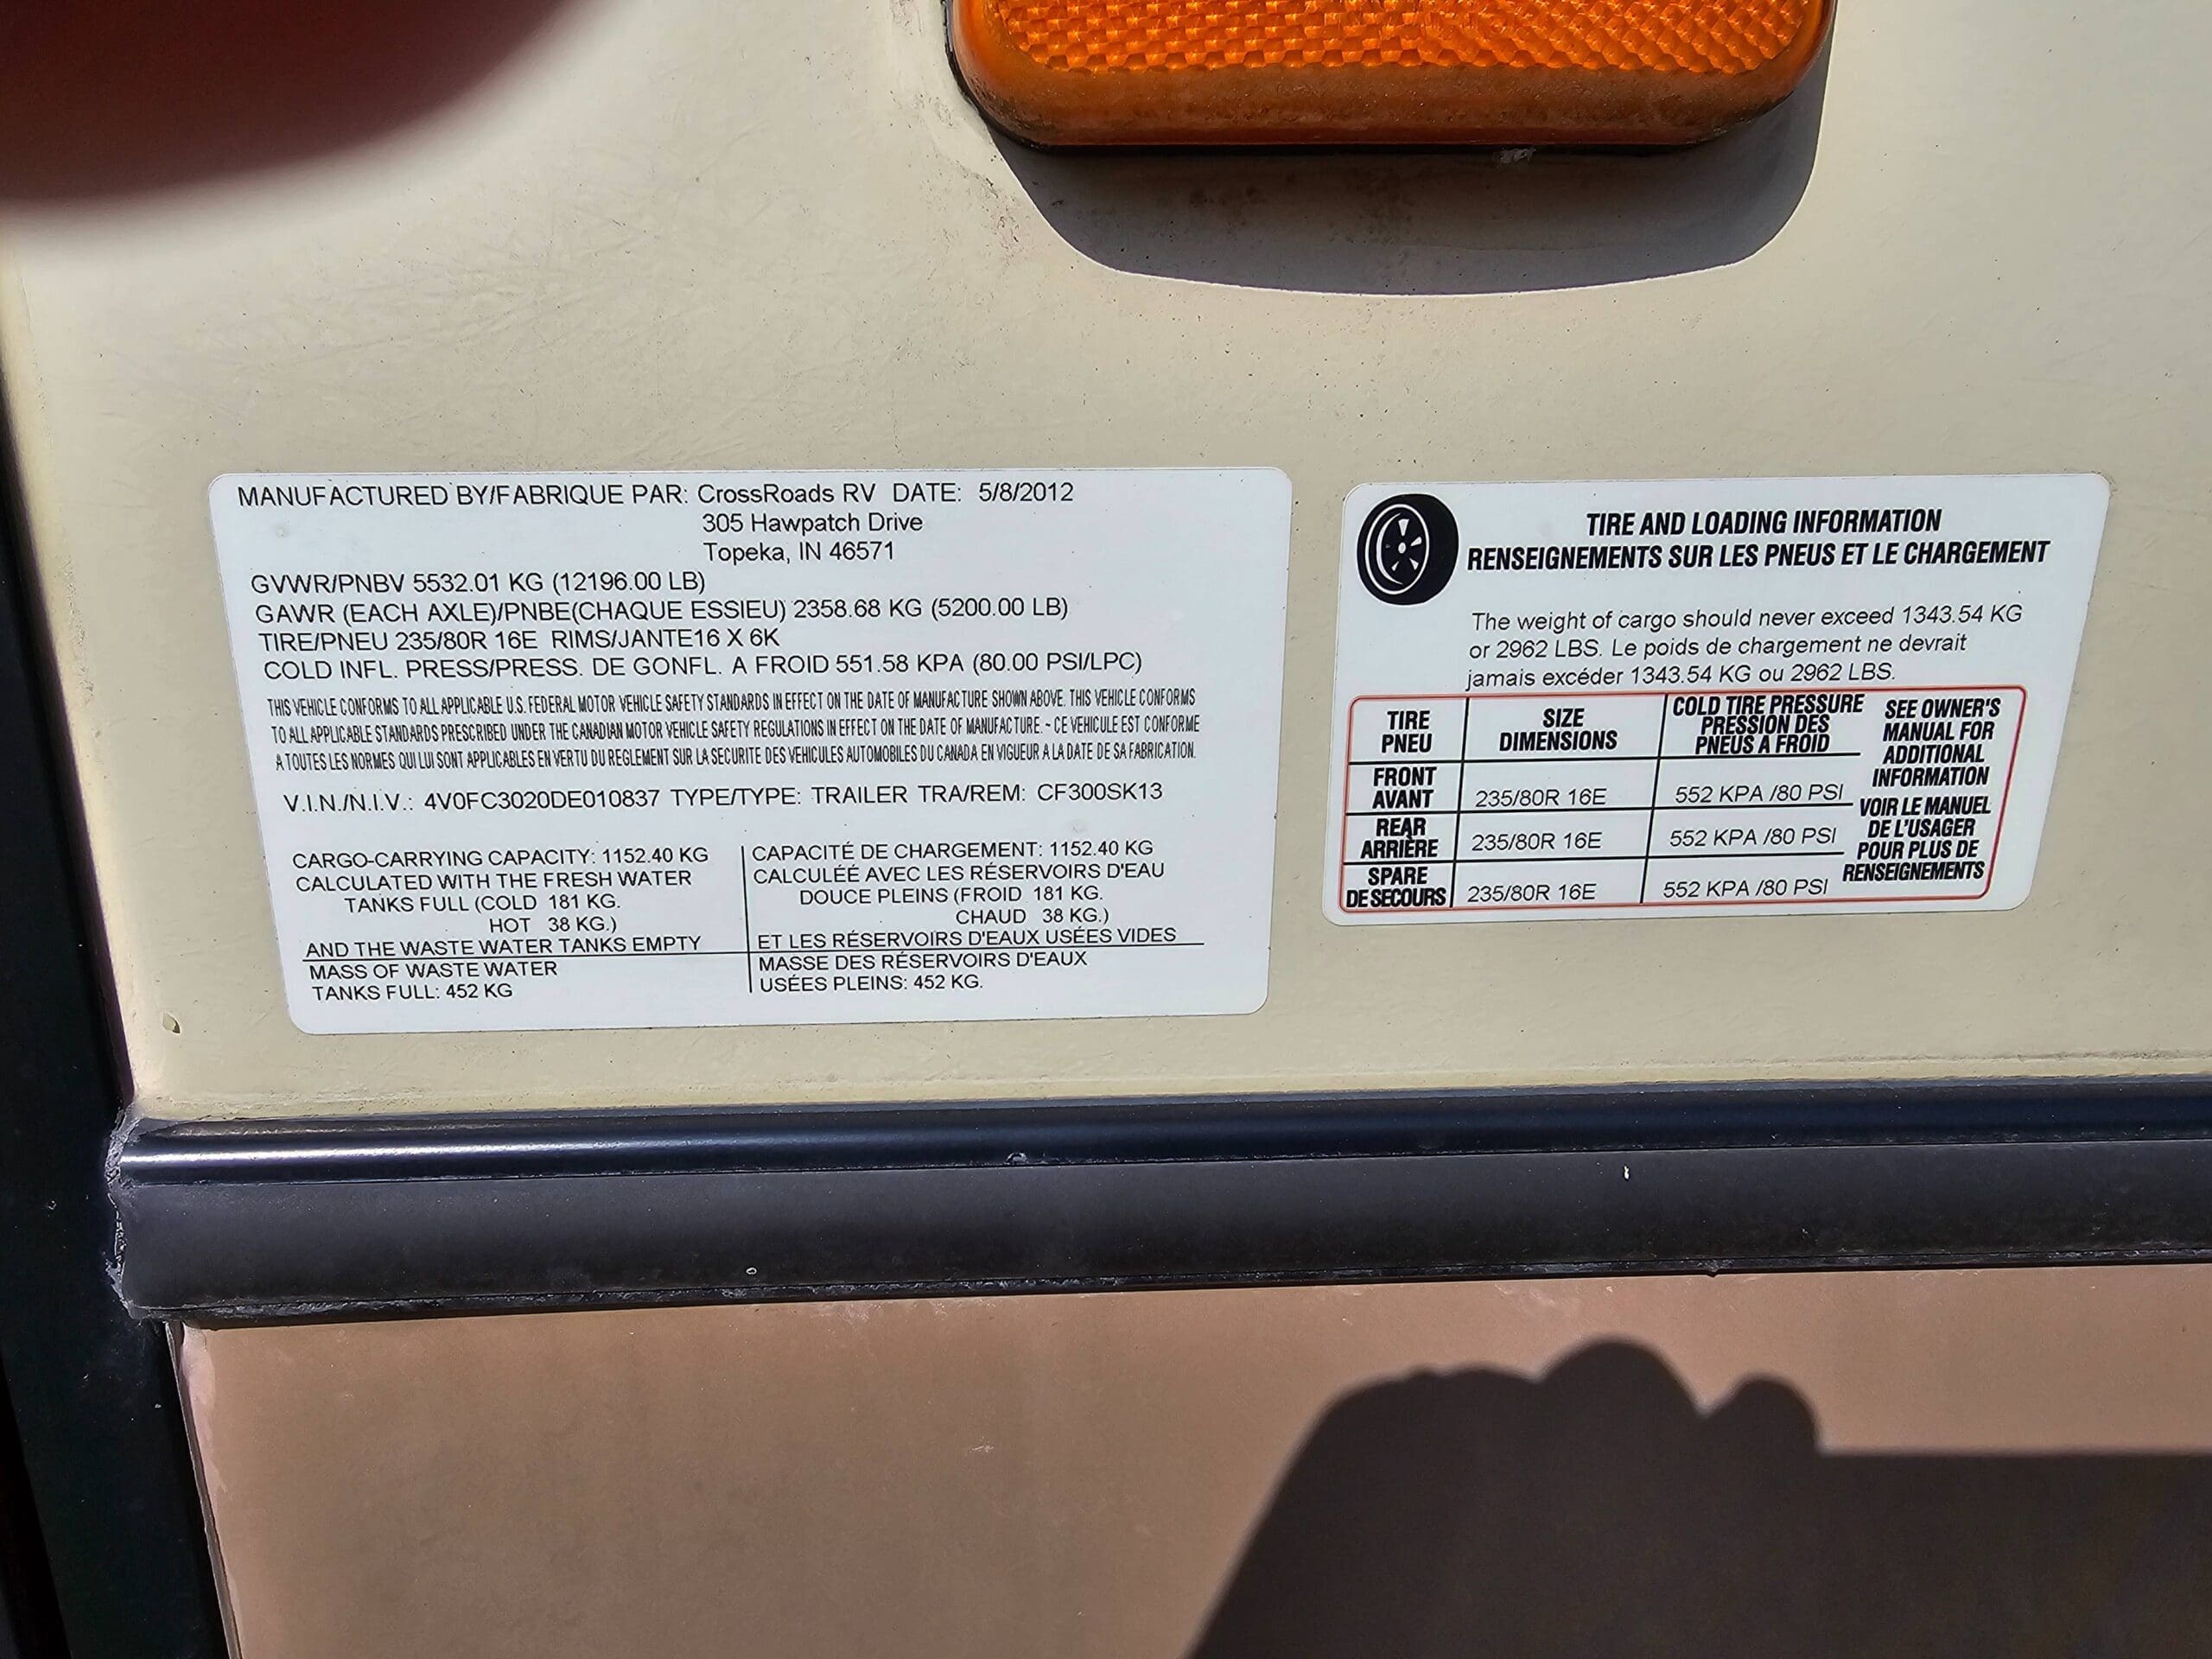 MANUFACTURED BY/FABRIQUE PAR: CrossRoads RV DATE: 5/8/2012
305 Hawpatch Drive
Topeka, IN 46571
GVWR/PNBV 5532.01 KG (12196.00 LB)
GAWR (EACH AXLE)/PNBE(CHAQUE ESSIEU) 2358.68 KG (5200.00 LB)
TIRE/PNEU 235/80R 16E RIMS/JANTE16 X 6K
COLD INFL. PRESS/PRESS. DE GONFL. A FROID 551.58 KPA (80.00 PSI/LPC)
THIS VEHICLE CONFORMS TO ALL APPLICABLE U.S. FEDERAL MOTOR VEHICLE SAFETY STANDARDS IN EFFECT ON THE DATE OF MANUFACTURE SHOWN ABOVE. THIS VEHICLE CONFORMS
TO ALL APPLICABLE STANDARDS PRESCRIBED UNDER THE CANADIAN MOTOR VEHICLE SAFETY REGULATIONS IN EFFECT ON THE DATE OF MANUFACTURE. - CE VEHICULE EST CONFORME
A TOUTES LES NORMES QUI LUI SONT APPLICABLES EN VERTU DU REGLEMENT SUR LA SECURITE DES VEHICULES AUTOMOBILES DU CANADA EN VIGUEUR A LA DATE DE SA FABRICATION.
V.I.N./N.I.V.: 4V0FC3020DE010837 TYPE/TYPE: TRAILER TRA/REM: CF300SK13
CARGO-CARRYING CAPACITY: 1152.40 KG
CALCULATED WITH THE FRESH WATER
TANKS FULL (COLD 181 KG.
HOT 38 KG.)
AND THE WASTE WATER TANKS EMPTY
MASS OF WASTE WATER
TANKS FULL: 452 KG
CAPACITÉ DE CHARGEMENT: 1152.40 KG
CALCULÉÉ AVEC LES RÉSERVOIRS D'EAU
DOUCE PLEINS (FROID 181 KG.
CHAUD 38 KG.)
ET LES RÉSERVOIRS D'EAUX USÉES VIDES
MASSE DES RÉSERVOIRS D'EAUX
USÉES PLEINS: 452 KG.
TIRE AND LOADING INFORMATION
RENSEIGNEMENTS SUR LES PNEUS ET LE CHARGEMENT
The weight of cargo should never exceed 1343.54 KG
or 2962 LBS. Le poids de chargement ne devrait
jamais excéder 1343.54 KG ou 2962 LBS.
TIRE
PNEU
SIZE
DIMENSIONS
COLD TIRE PRESSURE
PRESSION DES
PNEUS A FROID
FRONT
AVANT
235/80R 16E
552 KPA /80 PSI
REAR
ARRIÈRE
235/80R 16E
552 KPA /80 PSI
SPARE
DE SECOURS
235/80R 16E
552 KPA /80 PSI
SEE OWNER'S
MANUAL FOR
ADDITIONAL
INFORMATION
VOIR LE MANUEL
DE L'USAGER
POUR PLUS DE
RENSEIGNEMENTS